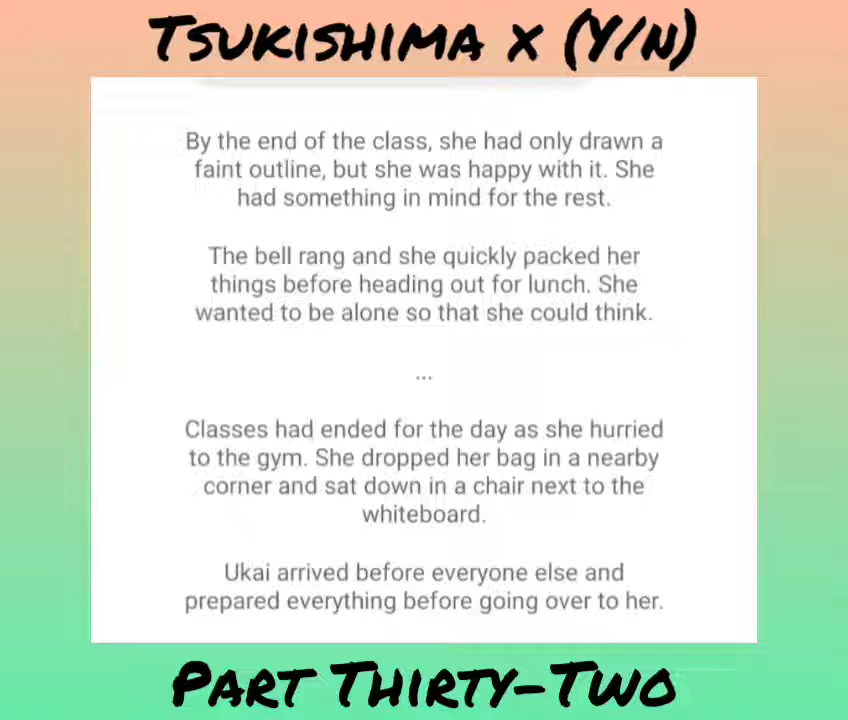 Tsukishima x (Y/N)
By the end of the class, she had only drawn a
faint outline, but she was happy with it. She
had something in mind for the rest.
The bell rang and she quickly packed her
things before heading out for lunch. She
wanted to be alone so that she could think.
...
Classes had ended for the day as she hurried
to the gym. She dropped her bag in a nearby
corner and sat down in a chair next to the
whiteboard.
Ukai arrived before everyone else and
prepared everything before going over to her.
Part Thirty-Two